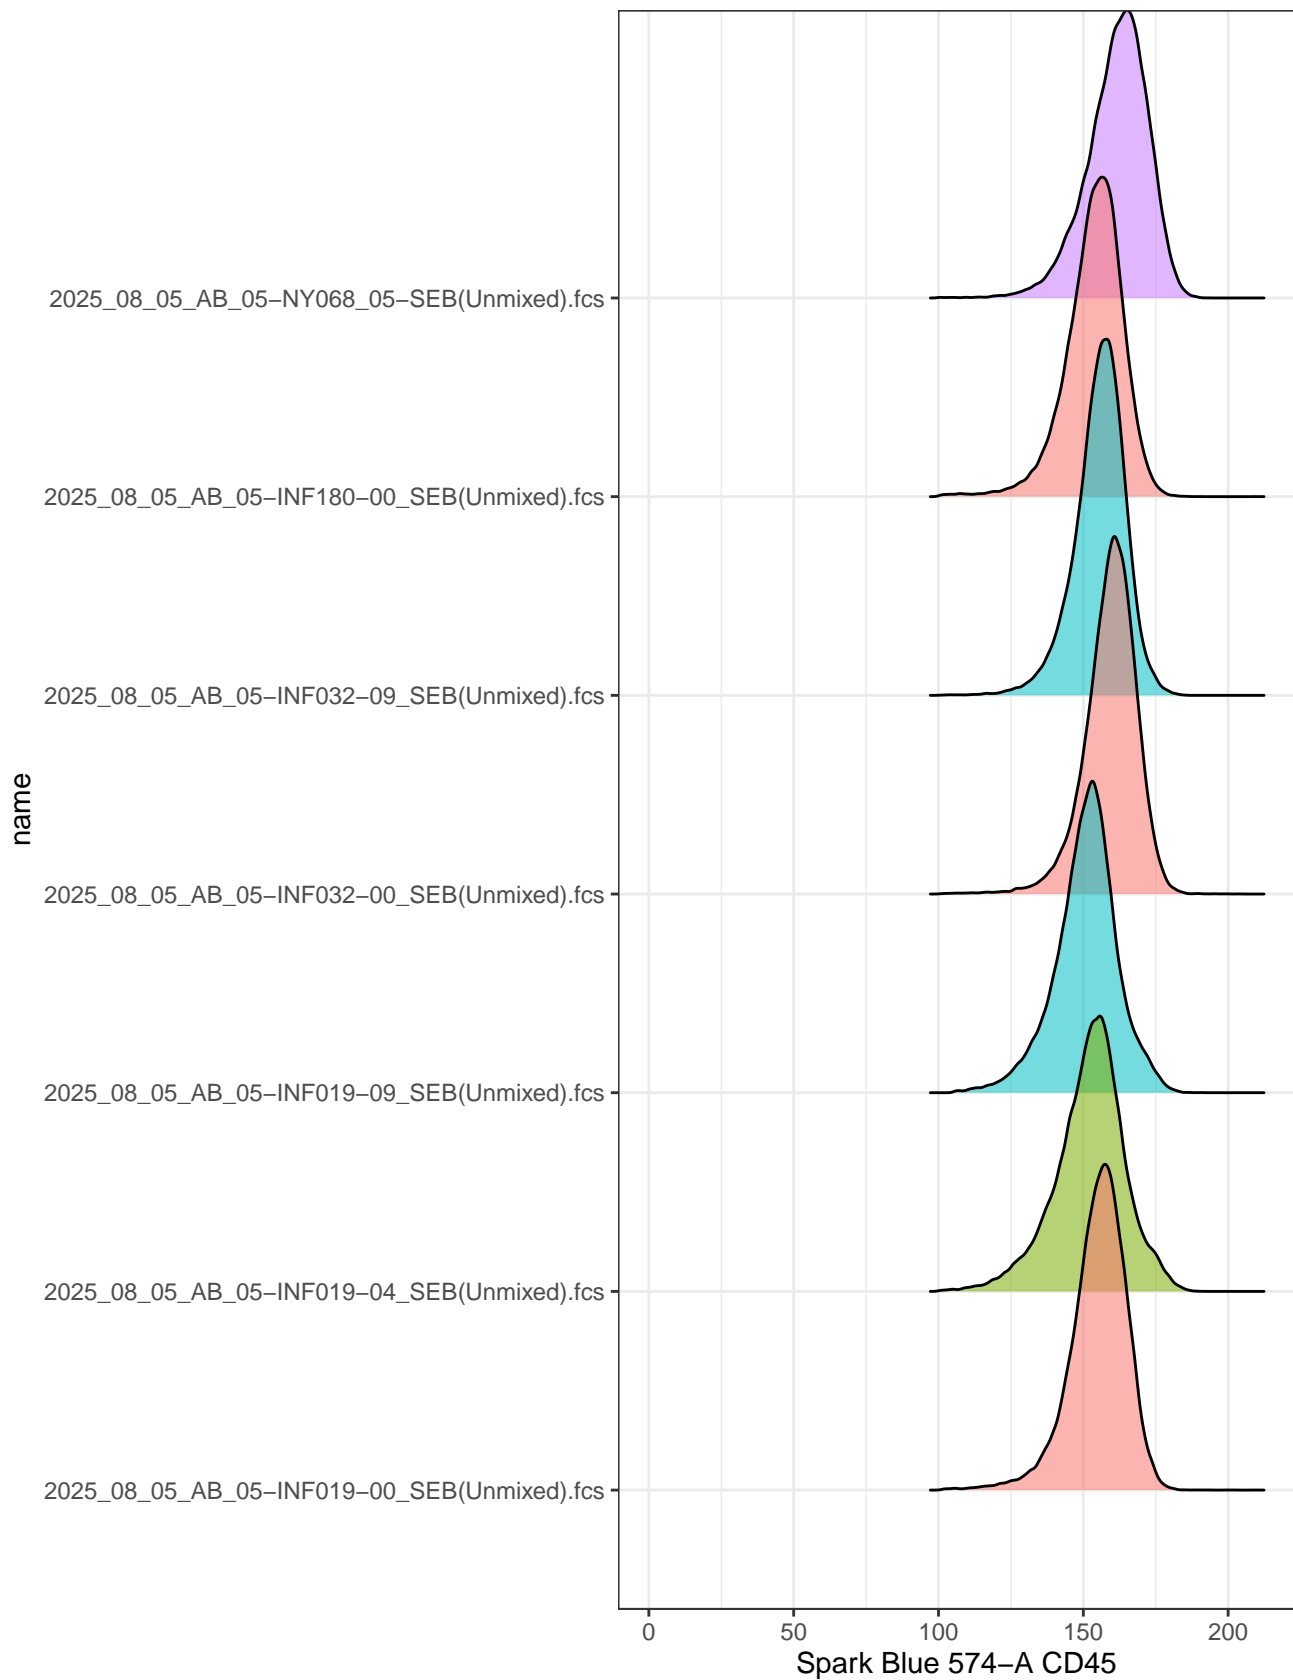 name
2025_08_05_AB_05−NY068_05−SEB(Unmixed).fcs
2025_08_05_AB_05−INF180−00_SEB(Unmixed).fcs
2025_08_05_AB_05−INF032−09_SEB(Unmixed).fcs
2025_08_05_AB_05−INF032−00_SEB(Unmixed).fcs
2025_08_05_AB_05−INF019−09_SEB(Unmixed).fcs
2025_08_05_AB_05−INF019−04_SEB(Unmixed).fcs
2025_08_05_AB_05−INF019−00_SEB(Unmixed).fcs
0 50 100 150 200
Spark Blue 574−A CD45